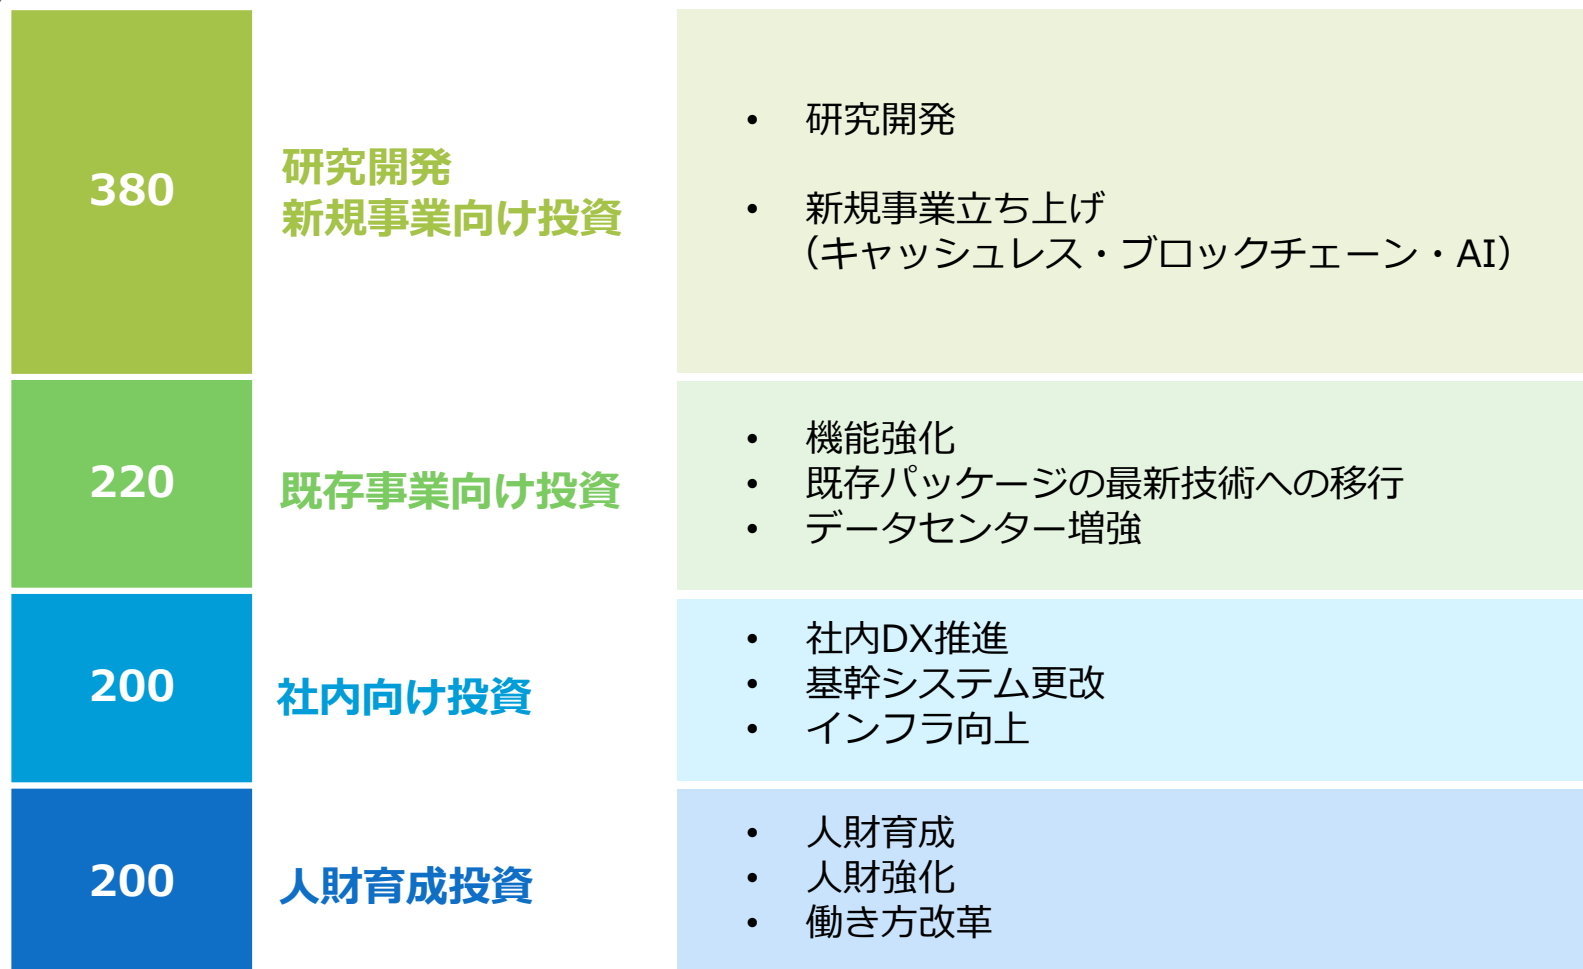 380
研究開発
新規事業向け投資
• 研究開発
• 新規事業立ち上げ
（キャッシュレス・ブロックチェーン・AI）
220
既存事業向け投資
• 機能強化
• 既存パッケージの最新技術への移行
• データセンター増強
200
社内向け投資
• 社内DX推進
• 基幹システム更改
• インフラ向上
200
人財育成投資
• 人財育成
• 人財強化
• 働き方改革